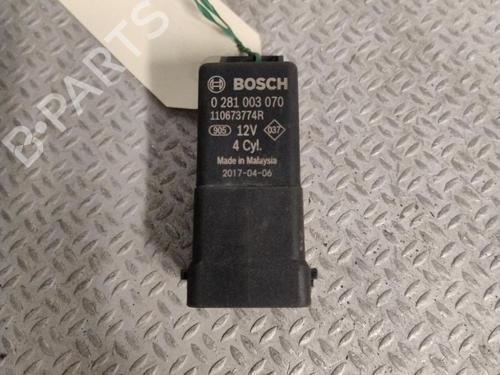 BOSCH
0 281 003 070
110673774R
905 12V 037
4 Cyl.
Made in Malaysia
2017-04-06
B-PARTS